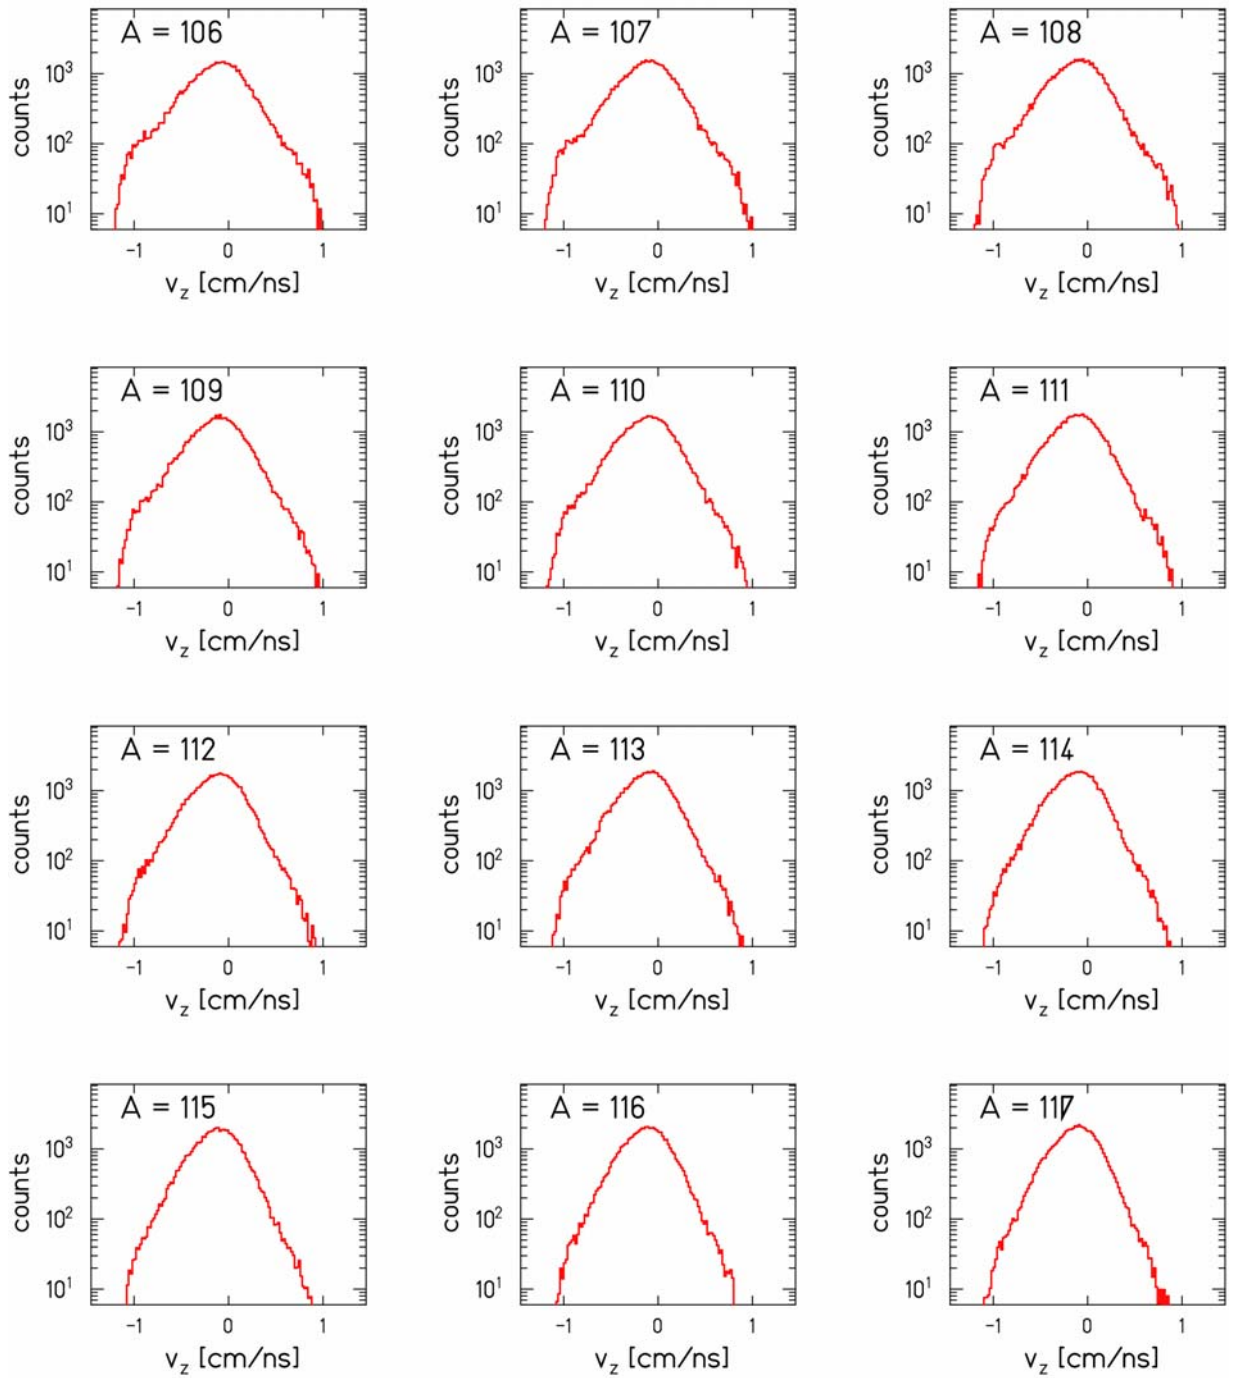 A = 106
A = 107
A = 108
counts
10³
10²
10¹
counts
10³
10²
10¹
counts
10³
10²
10¹
-1 0 1
-1 0 1
-1 0 1
v_z [cm/ns]
v_z [cm/ns]
v_z [cm/ns]
A = 109
A = 110
A = 111
counts
10³
10²
10¹
counts
10³
10²
10¹
counts
10³
10²
10¹
-1 0 1
-1 0 1
-1 0 1
v_z [cm/ns]
v_z [cm/ns]
v_z [cm/ns]
A = 112
A = 113
A = 114
counts
10³
10²
10¹
counts
10³
10²
10¹
counts
10³
10²
10¹
-1 0 1
-1 0 1
-1 0 1
v_z [cm/ns]
v_z [cm/ns]
v_z [cm/ns]
A = 115
A = 116
A = 117
counts
10³
10²
10¹
counts
10³
10²
10¹
counts
10³
10²
10¹
-1 0 1
-1 0 1
-1 0 1
v_z [cm/ns]
v_z [cm/ns]
v_z [cm/ns]